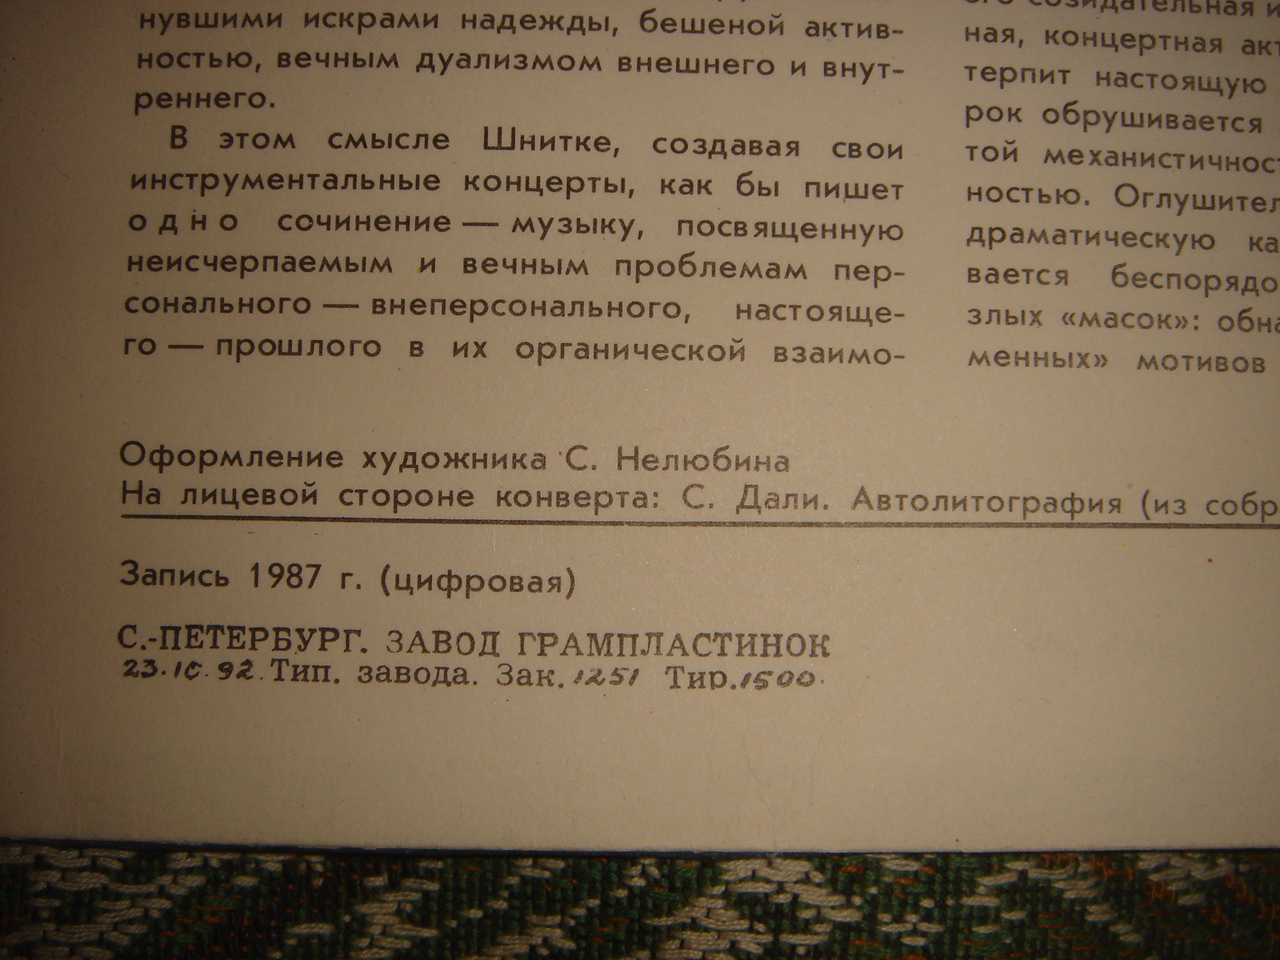 нувшими искрами надежды, бешеной актив-
ностью, вечным дуализмом внешнего и внут-
реннего.
В этом смысле Шнитке, создавая свои
инструментальные концерты, как бы пишет
одно сочинение — музыку, посвященную
неисчерпаемым и вечным проблемам пер-
сонального — внеперсонального, настояще-
го — прошлого в их органической взаимо-
созидательная и
ная, концертная ак
терпит настоящую
рок обрушивается
той механистичнос
ностью. Оглушител
драматическую ка
вается беспорядо
злых «масок»: обна
менных» мотивов
Оформление художника С. Нелюбина
На лицевой стороне конверта: С. Дали. Автолитография (из собр
Запись 1987 г. (цифровая)
С.-ПЕТЕРБУРГ. ЗАВОД ГРАМПЛАСТИНОК
23.10.92. Тип. завода. Зак. 1251 Тир. 1500.